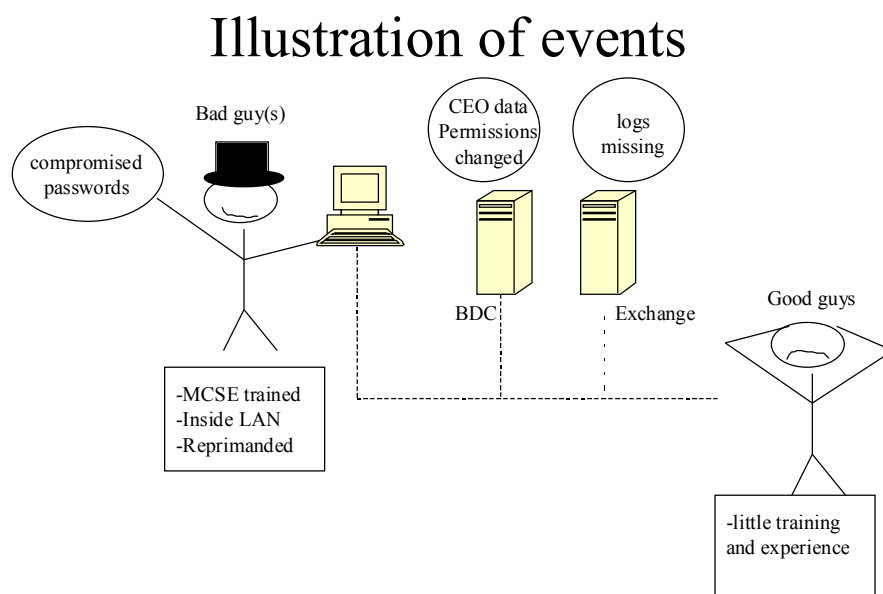 Illustration of events
Bad guy(s)
compromised
passwords
CEO data
Permissions
changed
logs
missing
BDC
Exchange
Good guys
-MCSE trained
-Inside LAN
-Reprimanded
-little training
and experience